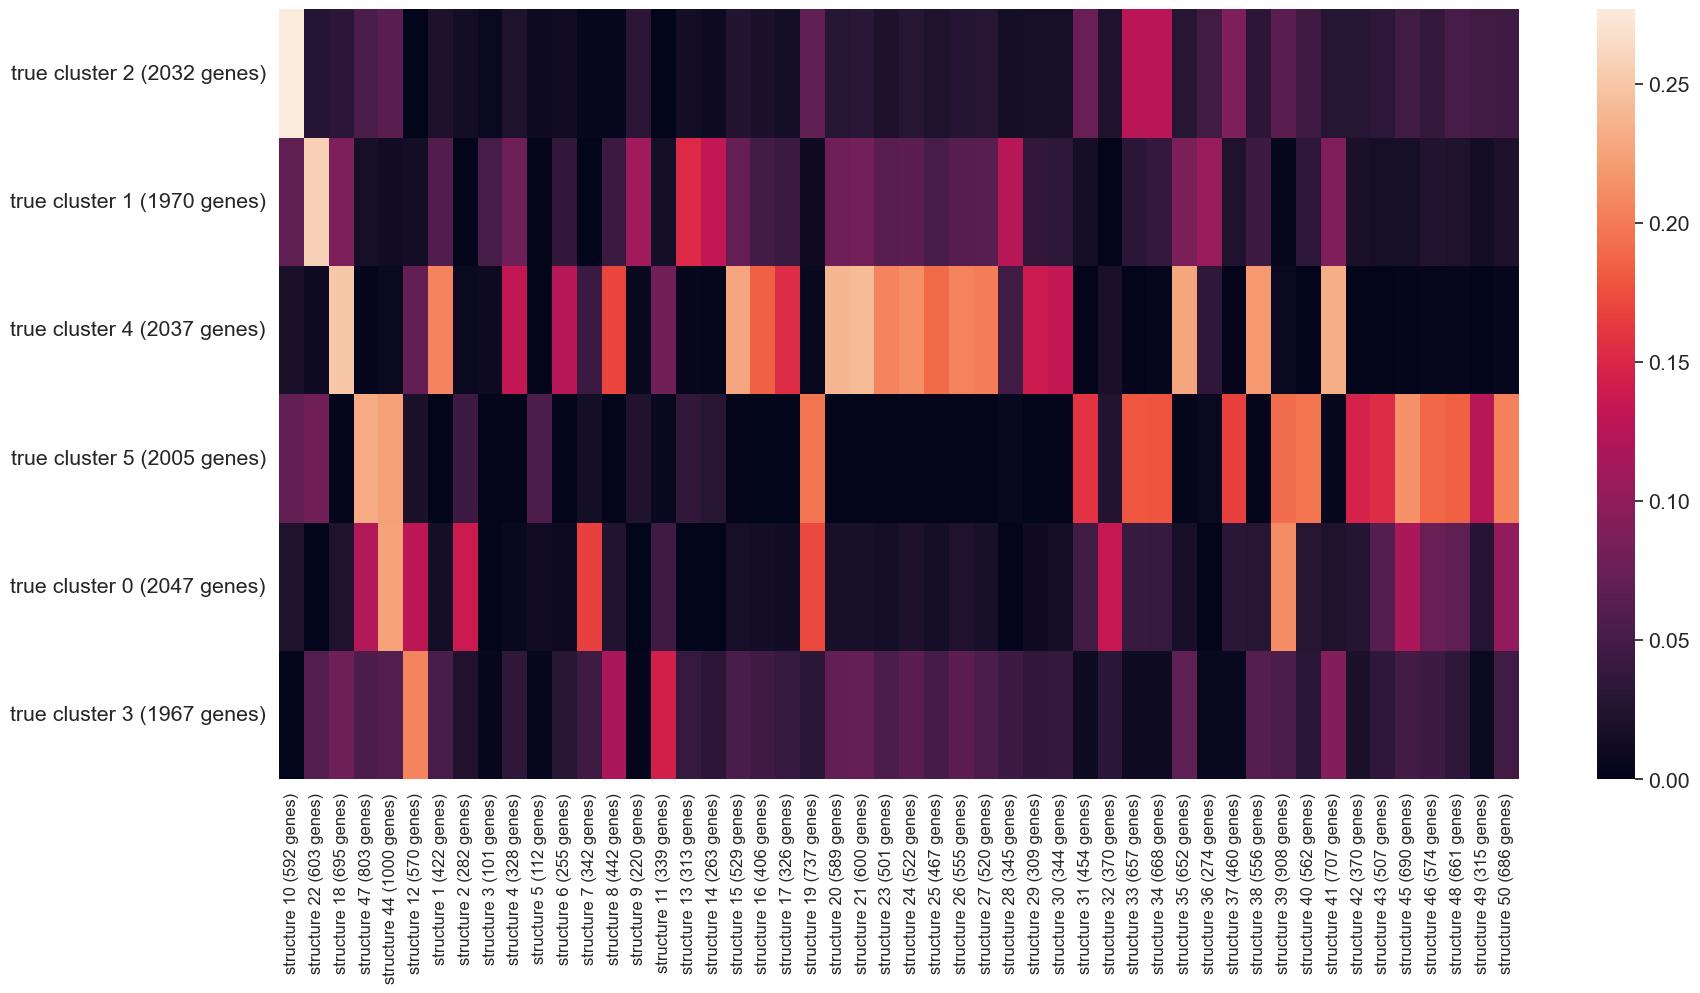 true cluster 2 (2032 genes)
true cluster 1 (1970 genes)
true cluster 4 (2037 genes)
true cluster 5 (2005 genes)
true cluster 0 (2047 genes)
true cluster 3 (1967 genes)
0.25
0.20
0.15
0.10
0.05
0.00
structure 10 (592 genes)
structure 22 (603 genes)
structure 18 (695 genes)
structure 47 (803 genes)
structure 44 (1000 genes)
structure 12 (570 genes)
structure 1 (422 genes)
structure 2 (282 genes)
structure 3 (101 genes)
structure 4 (328 genes)
structure 5 (112 genes)
structure 6 (255 genes)
structure 7 (342 genes)
structure 8 (442 genes)
structure 9 (220 genes)
structure 11 (339 genes)
structure 13 (313 genes)
structure 14 (263 genes)
structure 15 (529 genes)
structure 16 (406 genes)
structure 17 (326 genes)
structure 19 (737 genes)
structure 20 (589 genes)
structure 21 (600 genes)
structure 23 (501 genes)
structure 24 (522 genes)
structure 25 (467 genes)
structure 26 (555 genes)
structure 27 (520 genes)
structure 28 (345 genes)
structure 29 (309 genes)
structure 30 (344 genes)
structure 31 (454 genes)
structure 32 (370 genes)
structure 33 (657 genes)
structure 34 (668 genes)
structure 35 (652 genes)
structure 36 (274 genes)
structure 37 (460 genes)
structure 38 (556 genes)
structure 39 (908 genes)
structure 40 (562 genes)
structure 41 (707 genes)
structure 42 (370 genes)
structure 43 (507 genes)
structure 45 (690 genes)
structure 46 (574 genes)
structure 48 (661 genes)
structure 49 (315 genes)
structure 50 (686 genes)